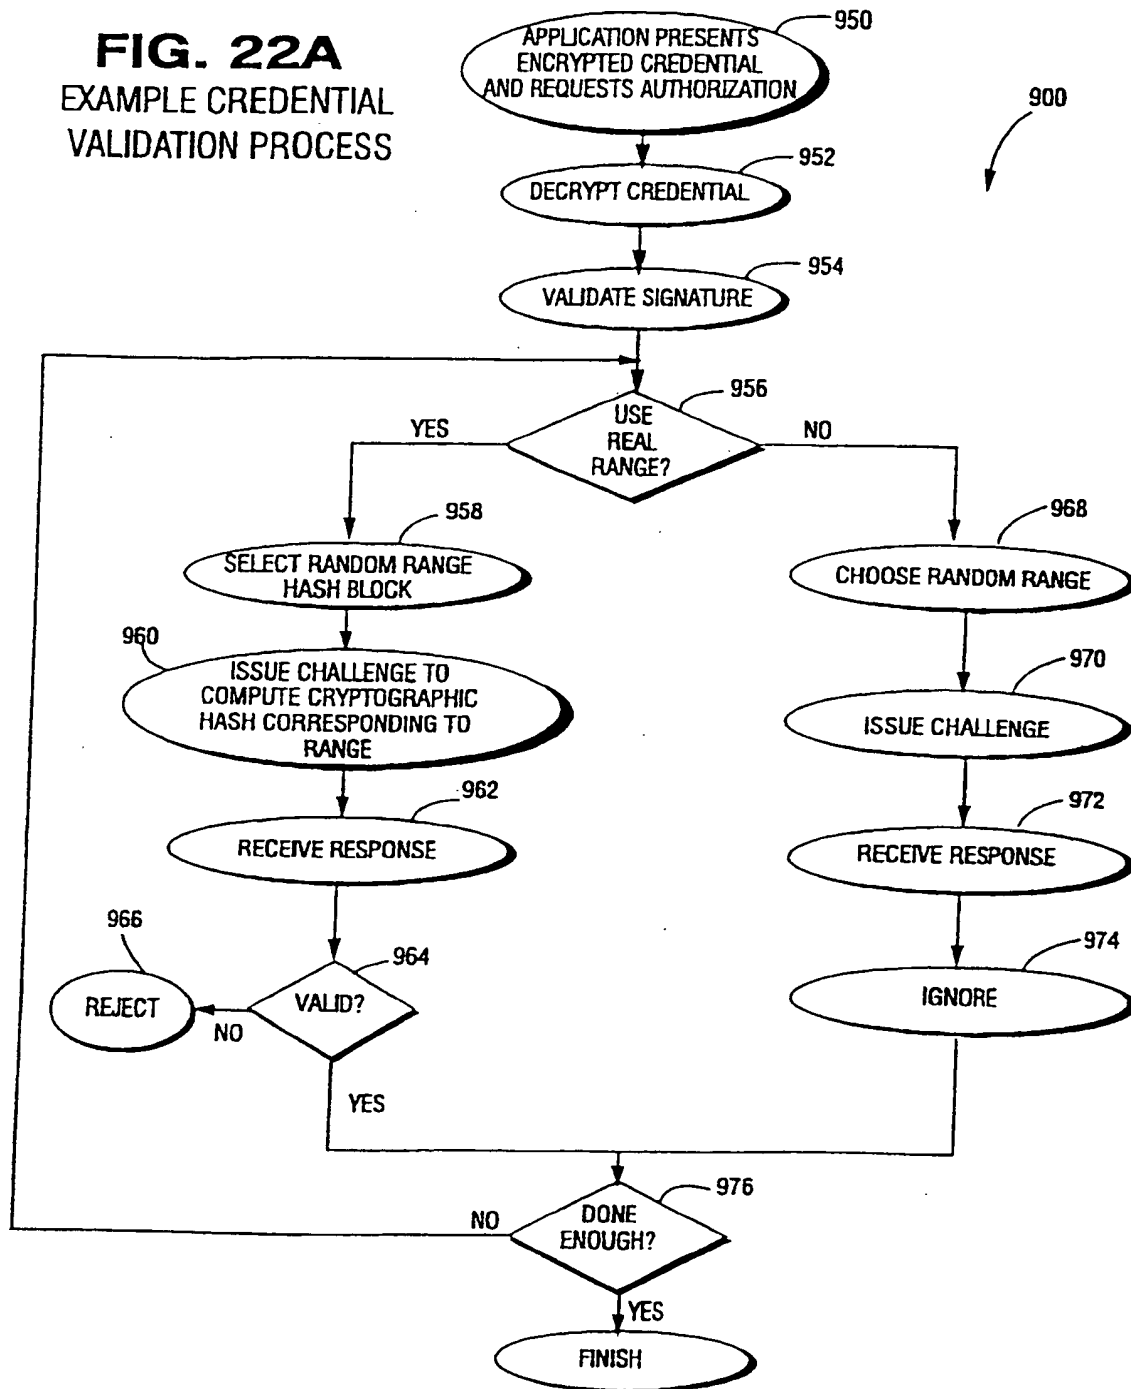 FIG. 22A
EXAMPLE CREDENTIAL
VALIDATION PROCESS
950
APPLICATION PRESENTS
ENCRYPTED CREDENTIAL
AND REQUESTS AUTHORIZATION
900
952
DECRYPT CREDENTIAL
954
VALIDATE SIGNATURE
956
USE
REAL
RANGE?
YES
NO
958
SELECT RANDOM RANGE
HASH BLOCK
968
CHOOSE RANDOM RANGE
960
ISSUE CHALLENGE TO
COMPUTE CRYPTOGRAPHIC
HASH CORRESPONDING TO
RANGE
970
ISSUE CHALLENGE
962
RECEIVE RESPONSE
972
RECEIVE RESPONSE
966
REJECT
964
VALID?
NO
YES
974
IGNORE
976
DONE
ENOUGH?
NO
YES
FINISH